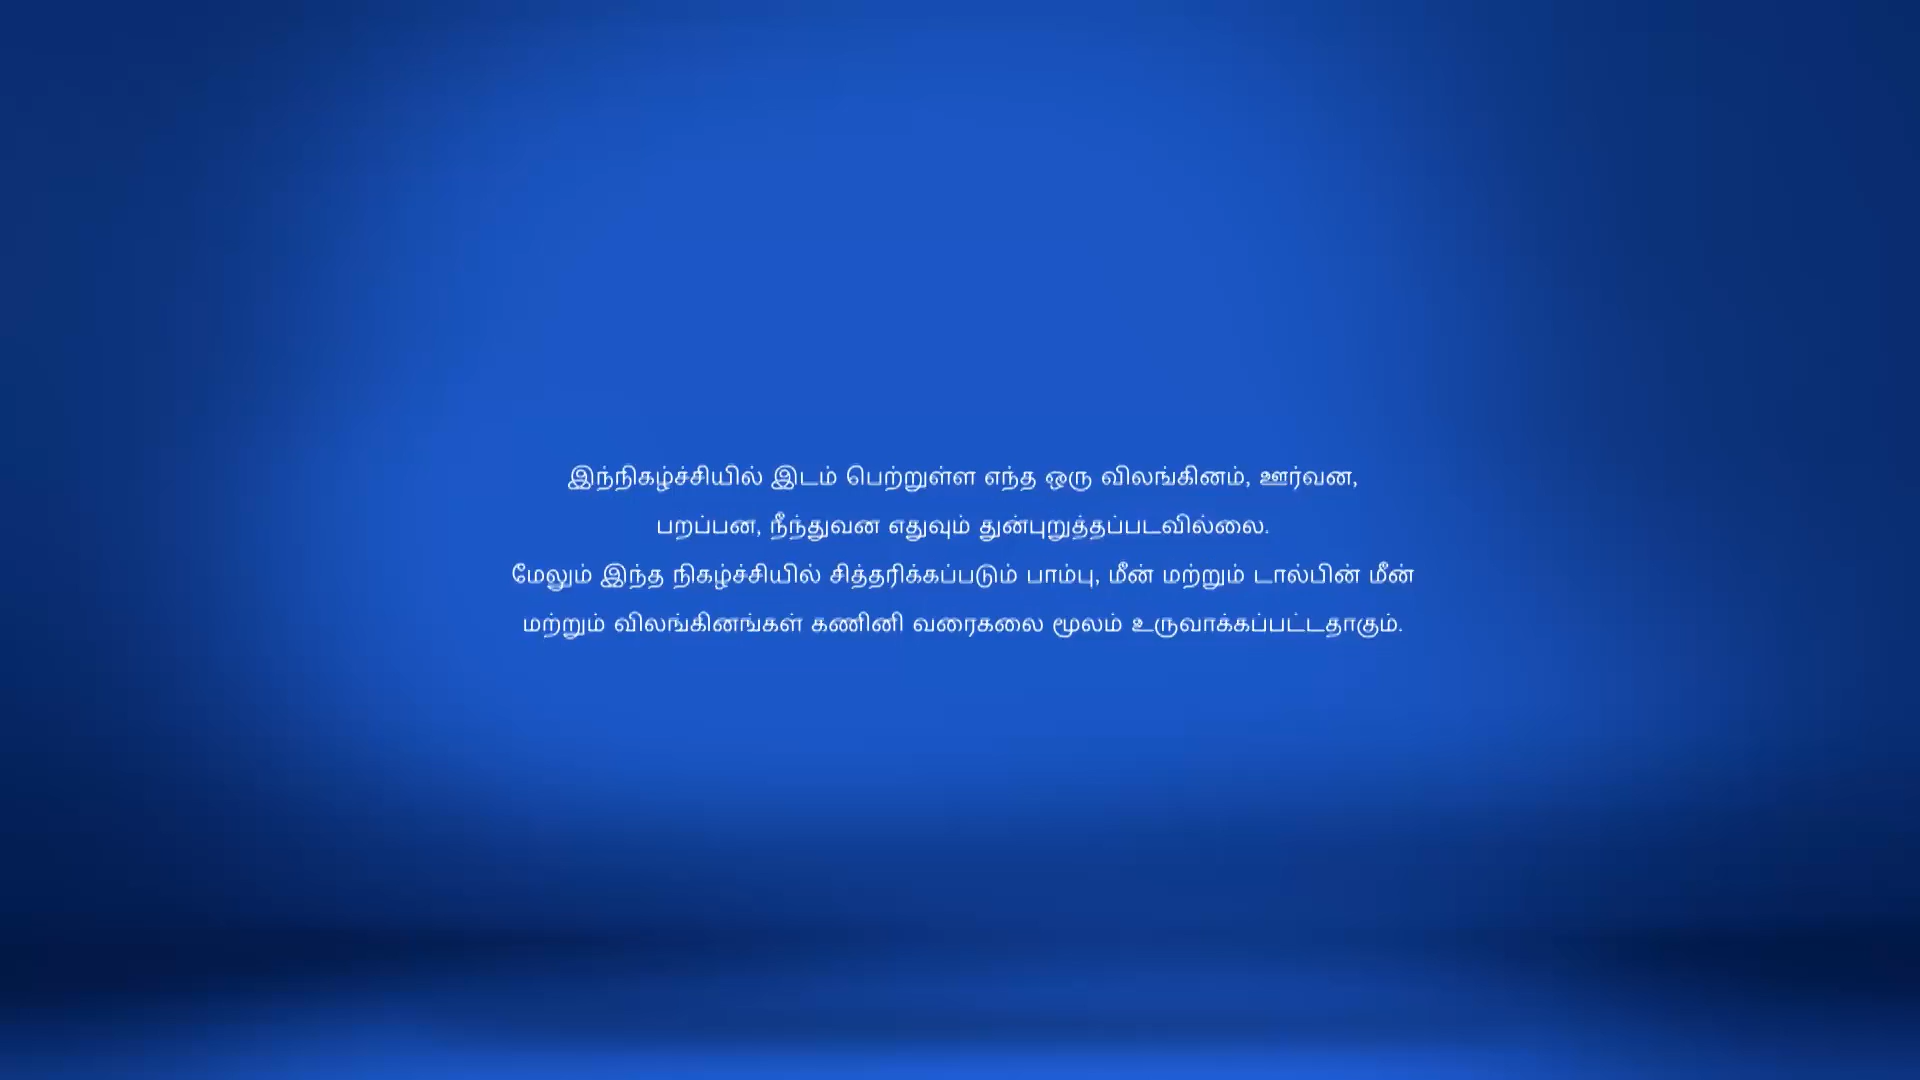 இந்நிகழ்ச்சியில் இடம் பெற்றுள்ள எந்த ஒரு விலங்கினம், ஊர்வன,
பறப்பன, நீந்துவன எதுவும் துன்புறுத்தப்படவில்லை.
மேலும் இந்த நிகழ்ச்சியில் சித்தரிக்கப்படும் பாம்பு, மீன் மற்றும் டால்பின் மீன்
மற்றும் விலங்கினங்கள் கணினி வரைகலை மூலம் உருவாக்கப்பட்டதாகும்.